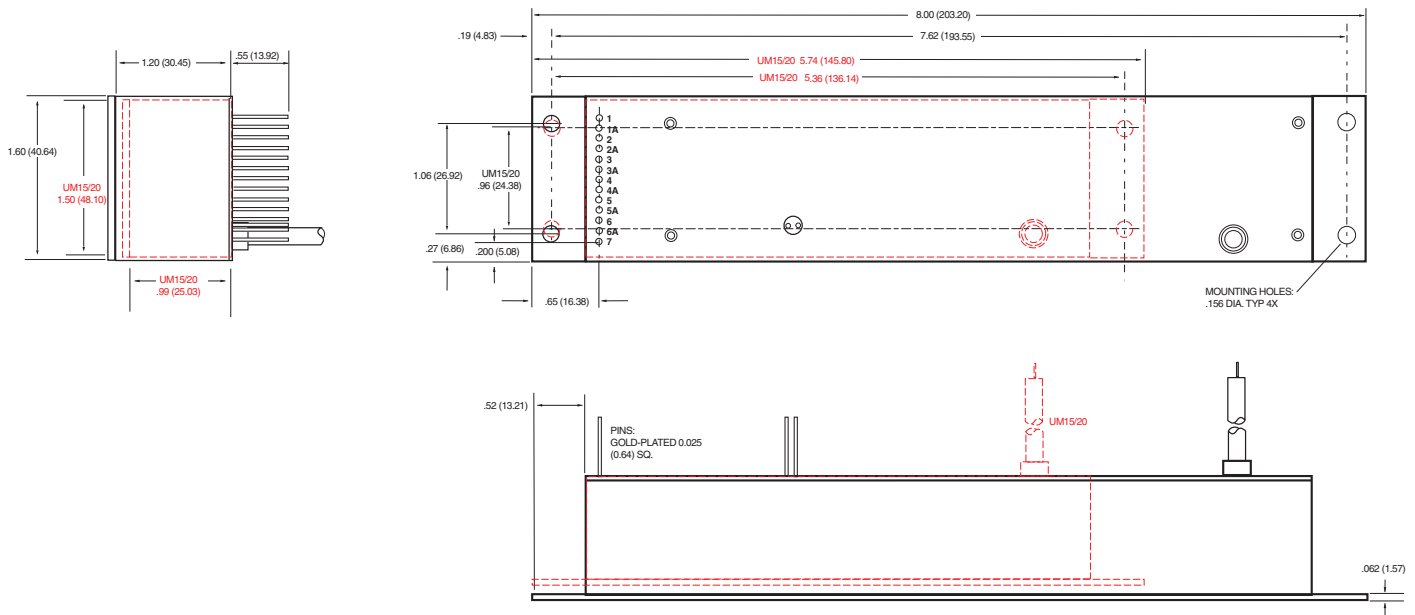 8.00 (203.20)
.19 (4.83)
7.62 (193.55)
1.20 (30.45)
.55 (13.92)
UM15/20 5.74 (145.80)
UM15/20 5.36 (136.14)
1
1A
2
2A
3
3A
4
4A
5
5A
6
6A
7
1.60 (40.64)
UM15/20
1.50 (48.10)
1.06 (26.92)
UM15/20
.96 (24.38)
.27 (6.86)
.200 (5.08)
UM15/20
.99 (25.03)
.65 (16.38)
MOUNTING HOLES:
.156 DIA. TYP 4X
.52 (13.21)
PINS:
GOLD-PLATED 0.025
(0.64) SQ.
UM15/20
.062 (1.57)